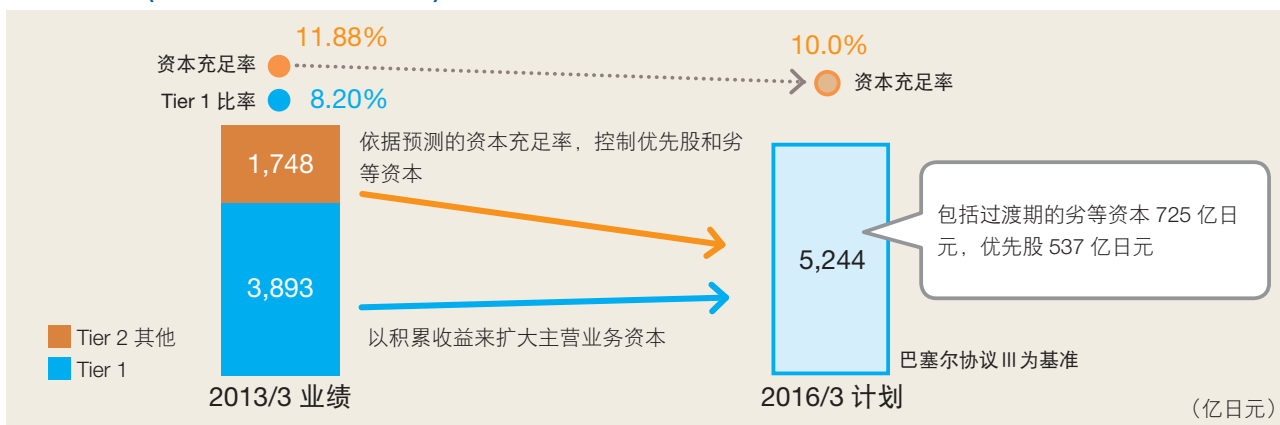 11.88%
资本充足率
Tier 1 比率
8.20%
10.0%
资本充足率
1,748
3,893
依据预测的资本充足率，控制优先股和劣
等资本
以积累收益来扩大主营业务资本
5,244
包括过渡期的劣等资本 725 亿日
元，优先股 537 亿日元
Tier 2 其他
Tier 1
2013/3 业绩
2016/3 计划
巴塞尔协议Ⅲ为基准
（亿日元）